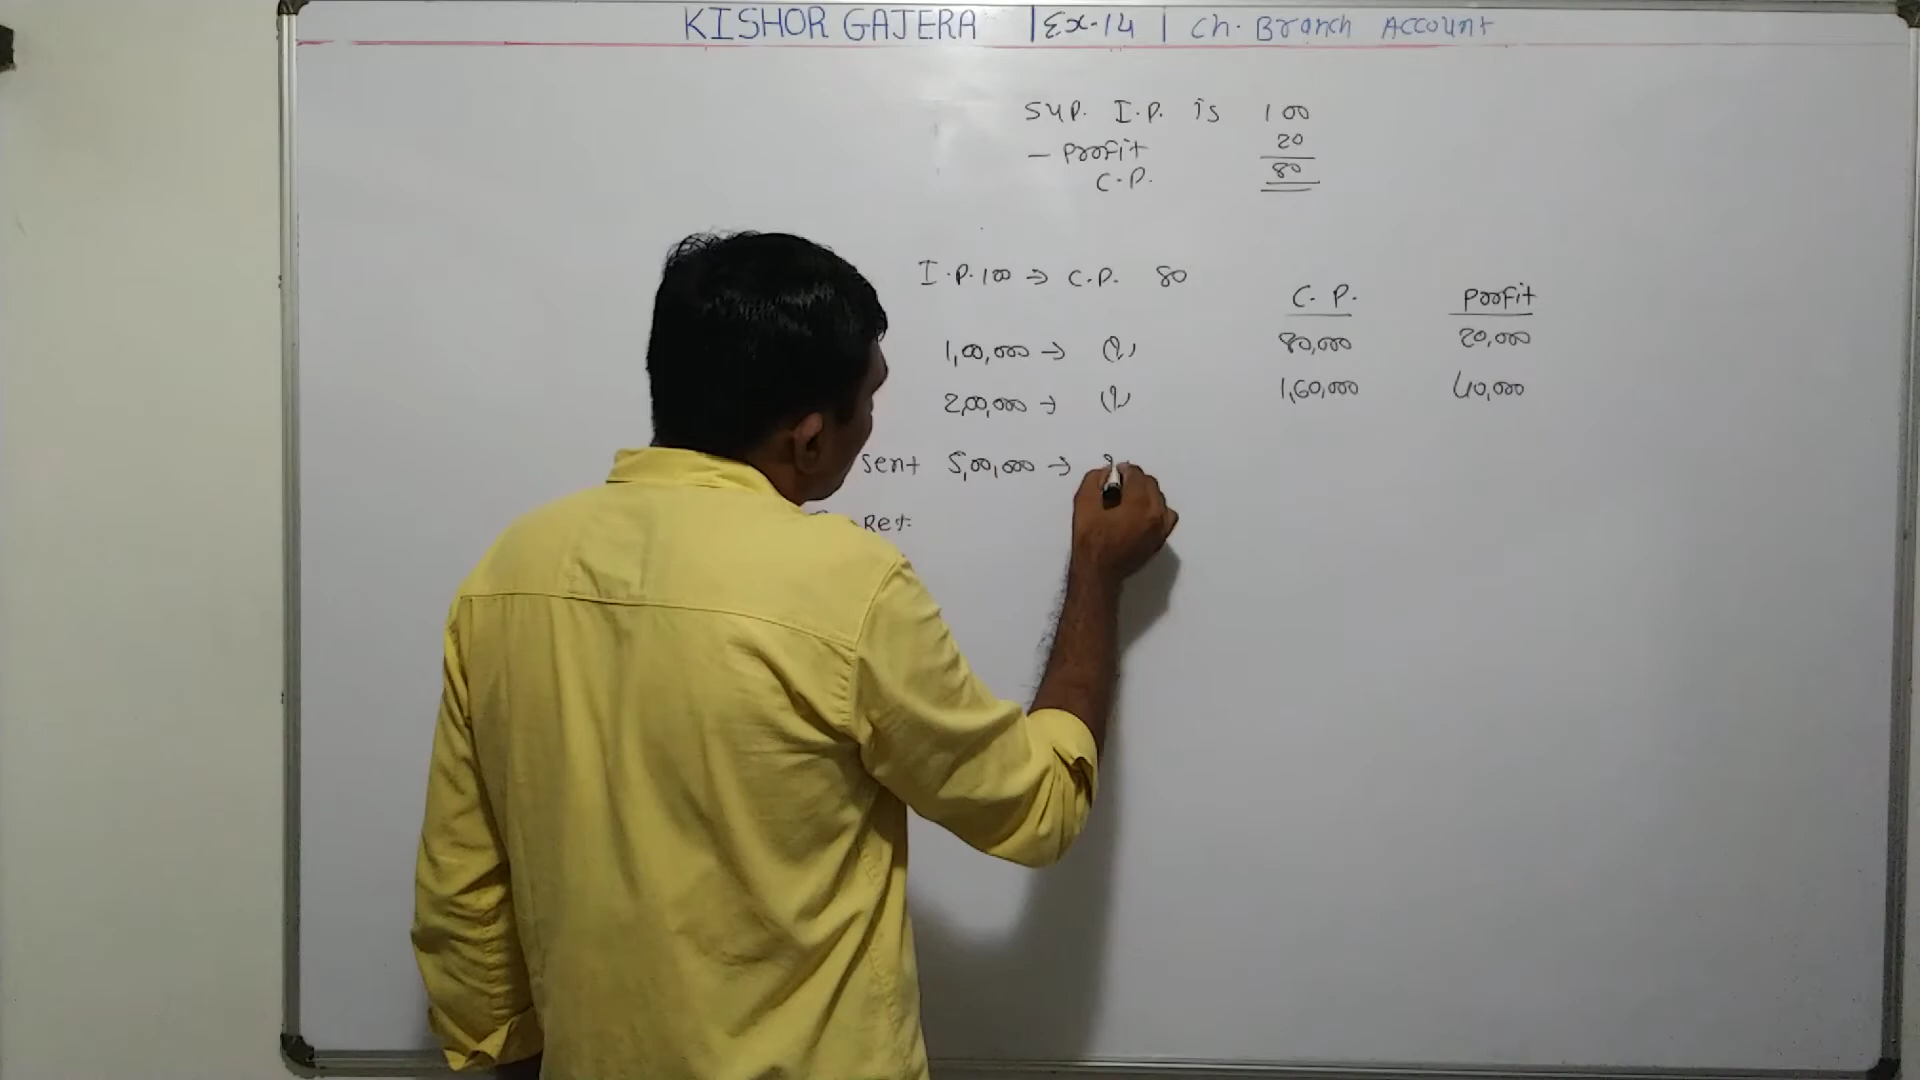 KISHOR GAJERA | Ex-14 | Ch. Branch Account
Sup. I.P. is 100
- Profit 20
C.P. 80
I.P. 100 → C.P. 80
C. P. Profit
1,00,000 → (?) 80,000 20,000
2,00,000 → (?) 1,60,000 40,000
sent 5,00,000 → ?
Ret.